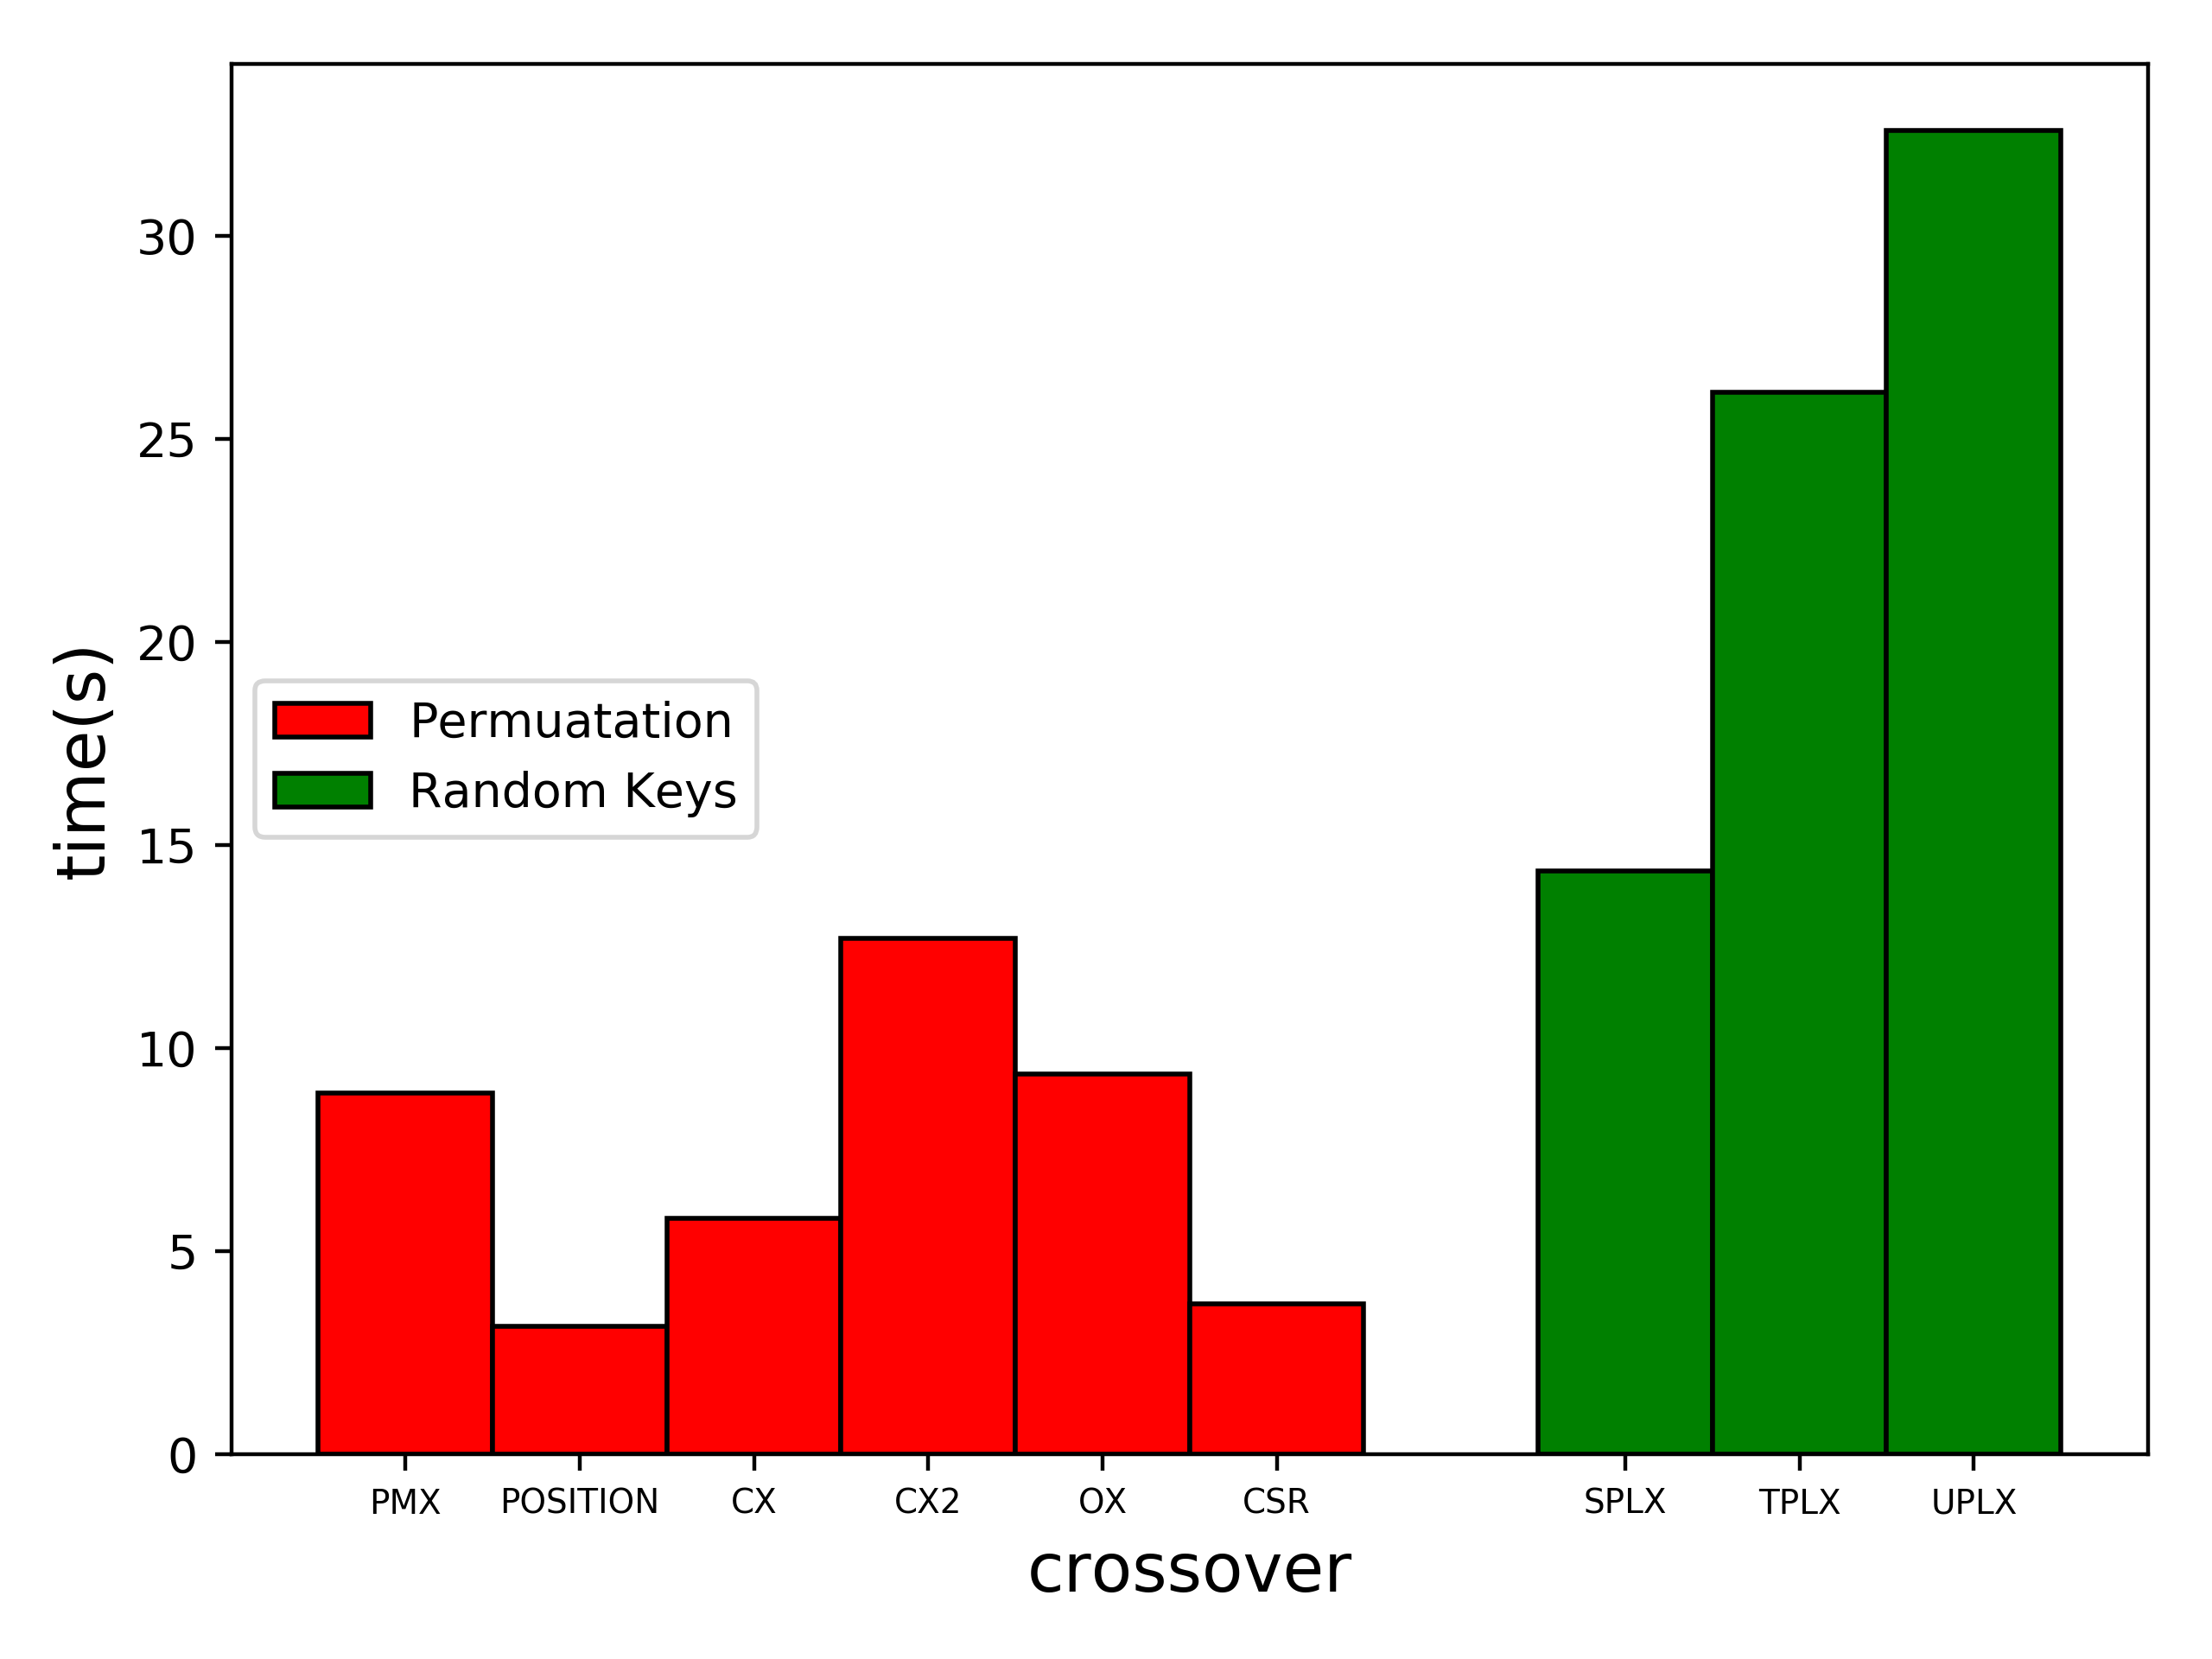 30
25
20
15
10
5
0
time(s)
Permuatation
Random Keys
PMX POSITION CX CX2 OX CSR SPLX TPLX UPLX
crossover